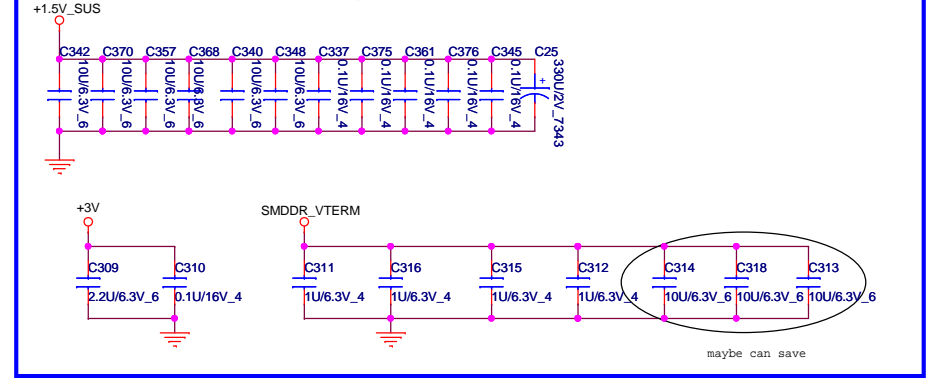 +1.5V_SUS
C342 C370 C357 C368 C340 C348 C337 C375 C361 C376 C345 C25
10U/6.3V_6 10U/6.3V_6 10U/6.3V_6 10U/6.3V_6 10U/6.3V_6 10U/6.3V_6 0.1U/16V_4 0.1U/16V_4 0.1U/16V_4 0.1U/16V_4 0.1U/16V_4 + 330U/2V_7343
+3V SMDDR_VTERM
C309 C310 C311 C316 C315 C312 C314 C318 C313
2.2U/6.3V_6 0.1U/16V_4 1U/6.3V_4 1U/6.3V_4 1U/6.3V_4 1U/6.3V_4 10U/6.3V_6 10U/6.3V_6 10U/6.3V_6
maybe can save